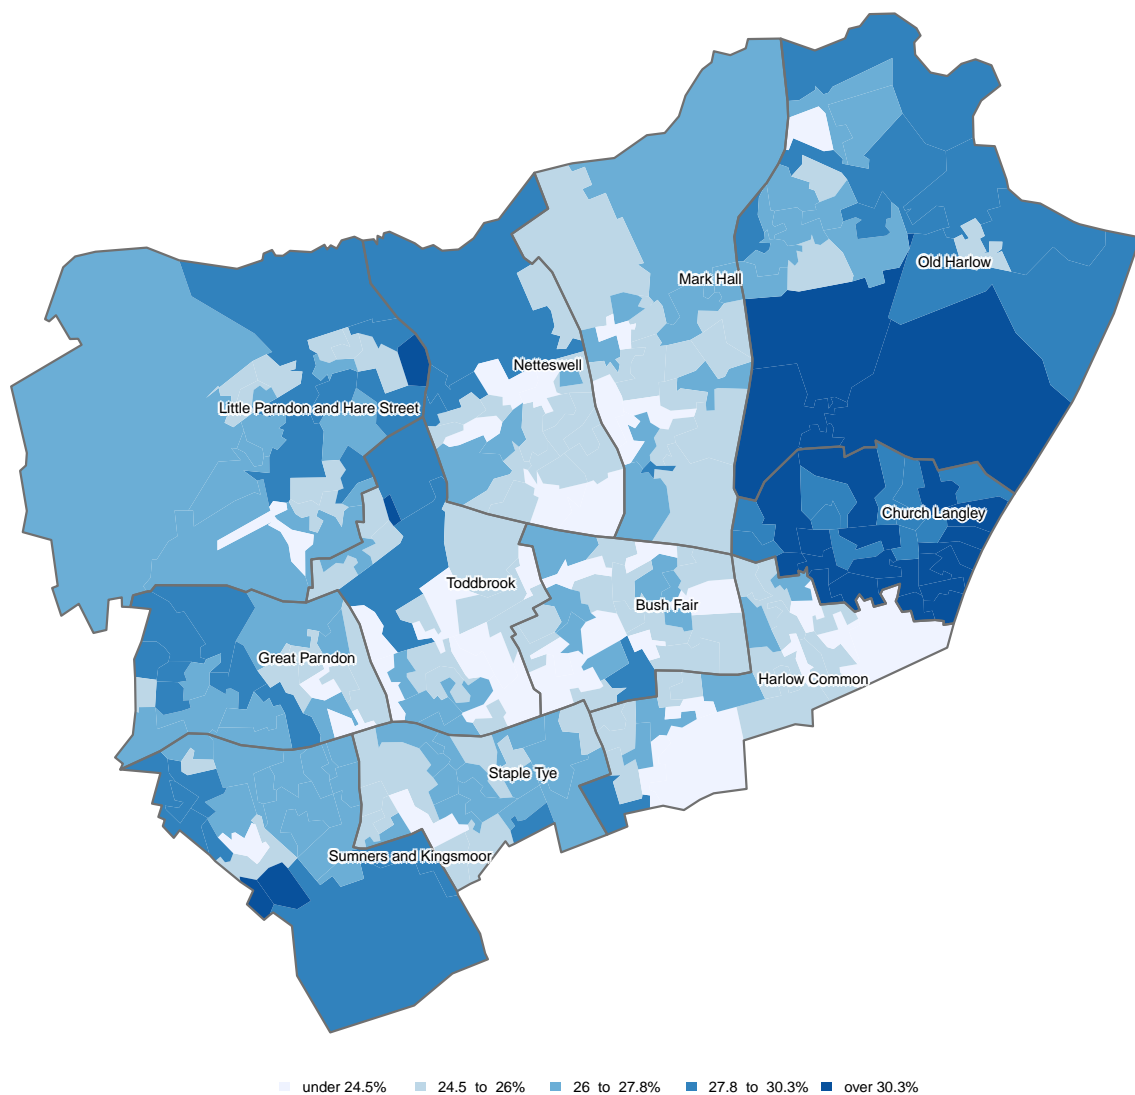 Old Harlow
Mark Hall
Netteswell
Little Parndon and Hare Street
Church Langley
Toddbrook
Bush Fair
Great Parndon
Harlow Common
Staple Tye
Sumners and Kingsmoor
under 24.5% 24.5 to 26% 26 to 27.8% 27.8 to 30.3% over 30.3%